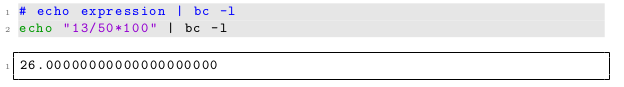 1 # echo expression | bc -l
2 echo "13/50*100" | bc -l
1 26.00000000000000000000